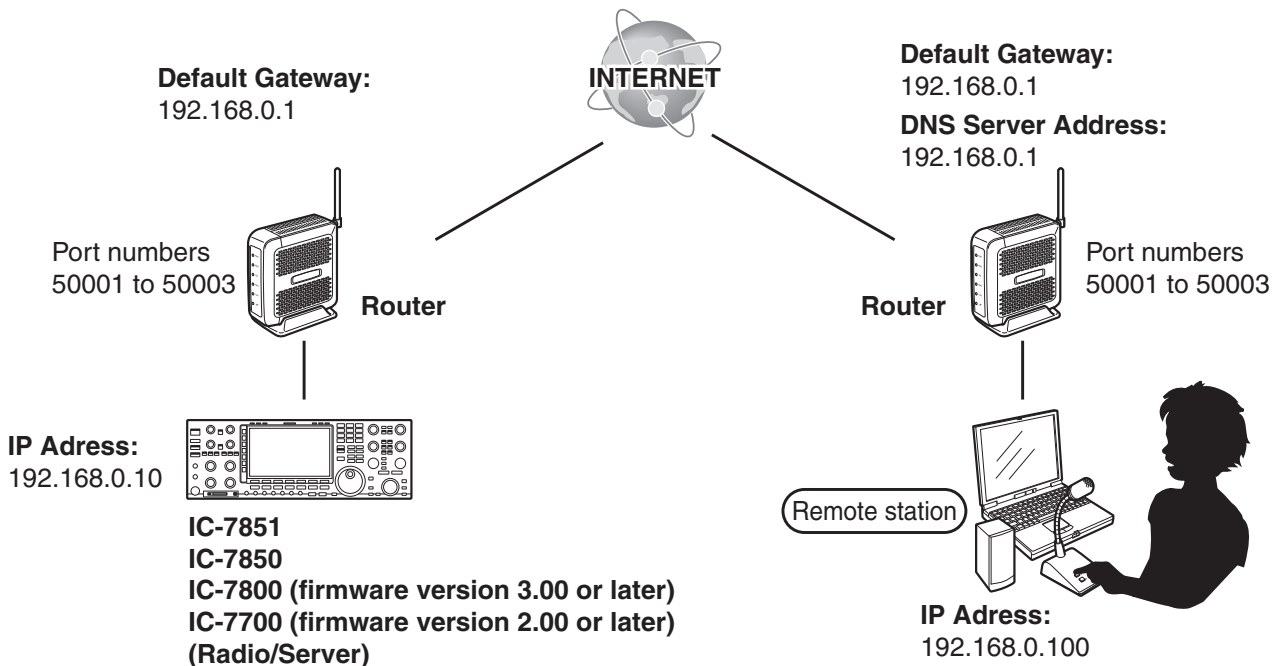 INTERNET
Default Gateway:
192.168.0.1
Default Gateway:
192.168.0.1
DNS Server Address:
192.168.0.1
Port numbers
50001 to 50003
Router
Router
Port numbers
50001 to 50003
IP Adress:
192.168.0.10
IC-7851
IC-7850
IC-7800 (firmware version 3.00 or later)
IC-7700 (firmware version 2.00 or later)
(Radio/Server)
Remote station
IP Adress:
192.168.0.100